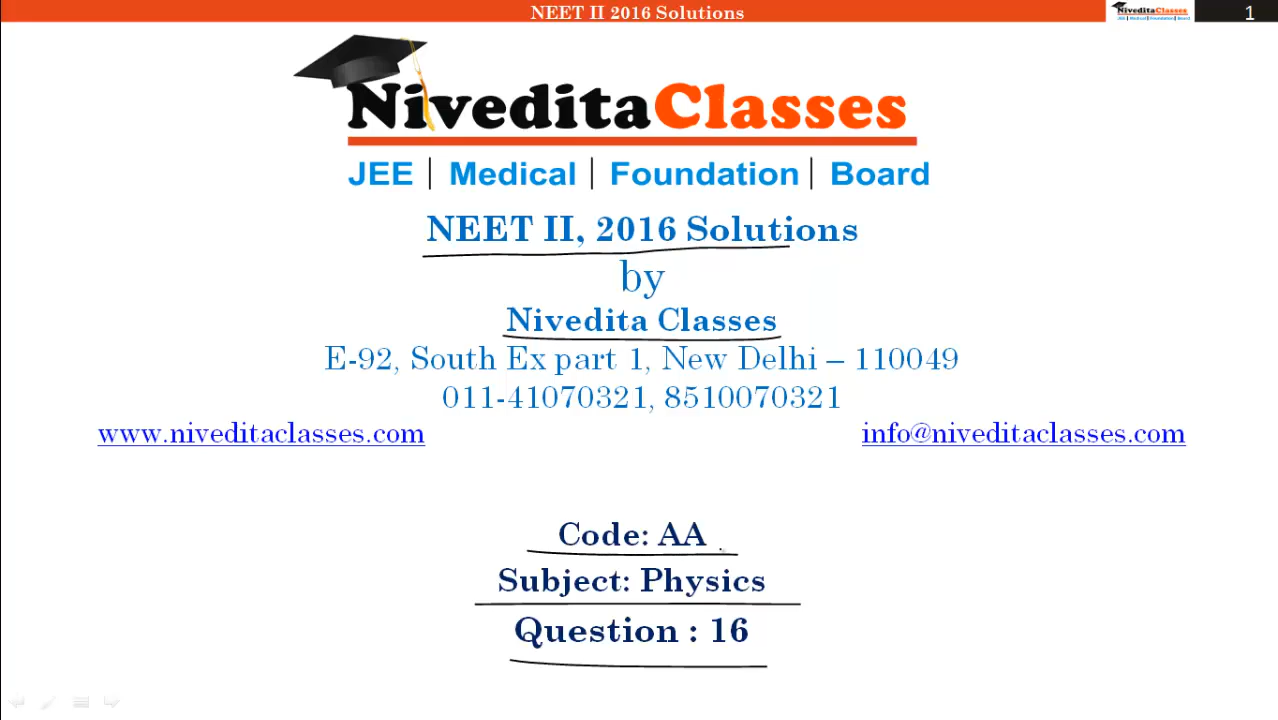 NEET II 2016 Solutions
NiveditaClasses
1
NiveditaClasses
JEE | Medical | Foundation | Board
NEET II, 2016 Solutions
by
Nivedita Classes
E-92, South Ex part 1, New Delhi – 110049
011-41070321, 8510070321
www.niveditaclasses.com
info@niveditaclasses.com
Code: AA
Subject: Physics
Question : 16